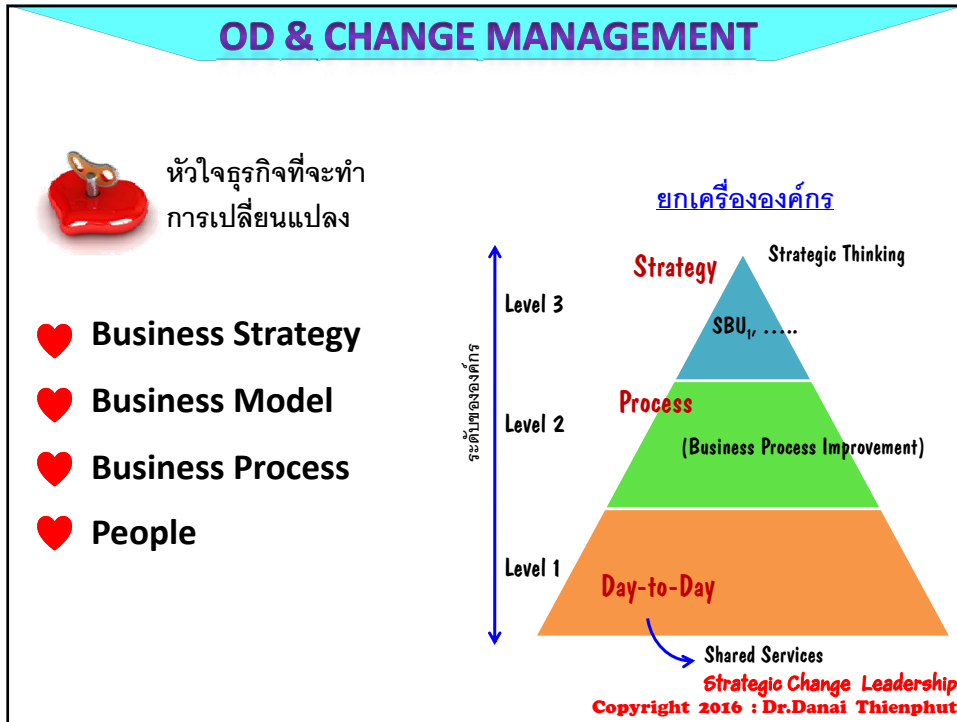 OD & CHANGE MANAGEMENT
หัวใจธุรกิจที่จะทำ
การเปลี่ยนแปลง
Business Strategy
Business Model
Business Process
People
ยกเครื่ององค์กร
ระดับขององค์กร
Strategy
Strategic Thinking
Level 3
SBU₁, .....
Process
Level 2
(Business Process Improvement)
Level 1
Day-to-Day
Shared Services
Strategic Change Leadership
Copyright 2016 : Dr.Danai Thienphut